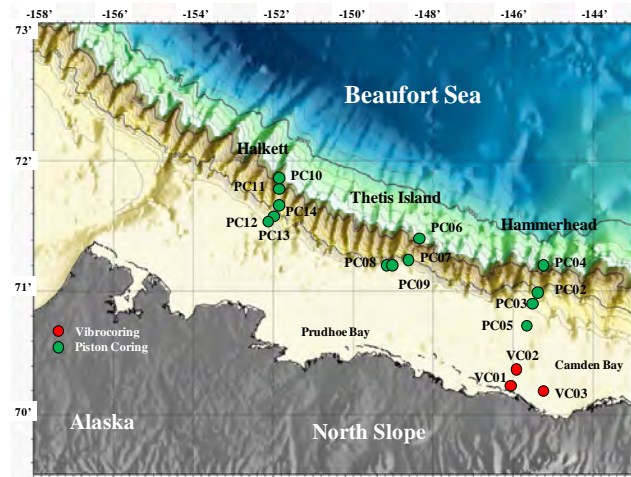 -158° -156° -154° -152° -150° -148° -146° -144°
73'
Beaufort Sea
Halkett
72'
PC10
PC11
Thetis Island
PC14
PC12
PC13
PC06
Hammerhead
PC08
PC07
PC04
PC09
PC02
71'
PC03
PC05
Vibrocoring
Piston Coring
Prudhoe Bay
VC02
Camden Bay
VC01
VC03
70'
Alaska
North Slope